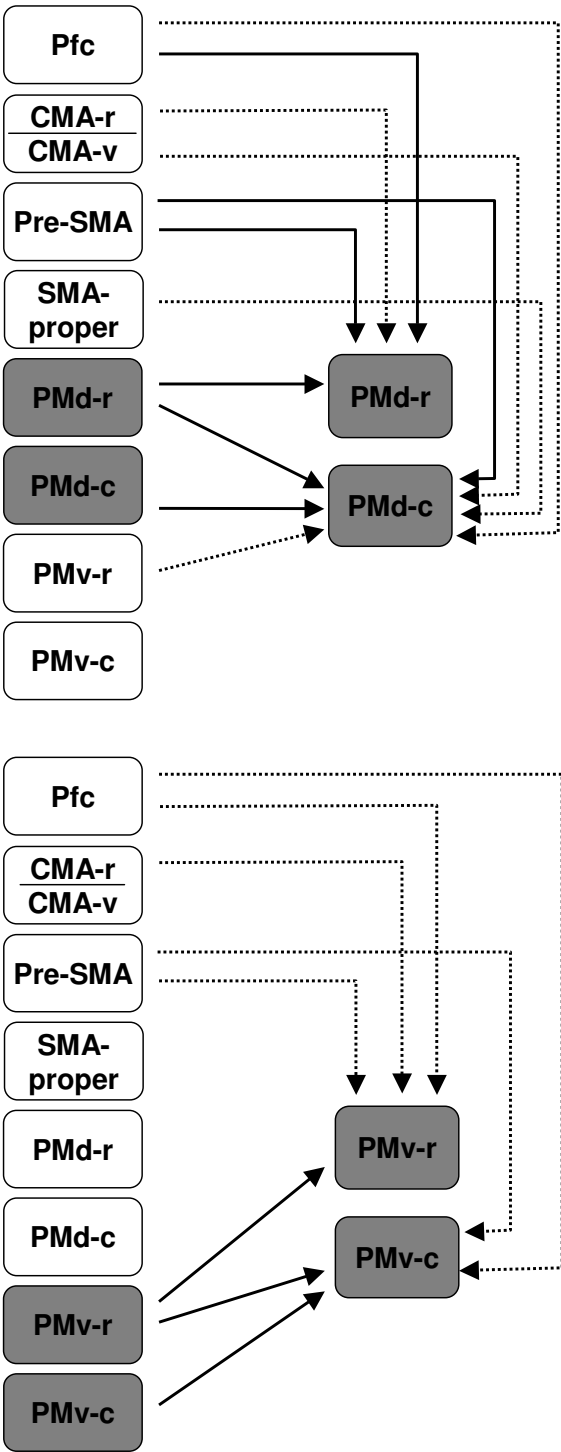 Pfc
CMA-r
CMA-v
Pre-SMA
SMA-
proper
PMd-r
PMd-r
PMd-c
PMd-c
PMv-r
PMv-c
Pfc
CMA-r
CMA-v
Pre-SMA
SMA-
proper
PMd-r
PMv-r
PMd-c
PMv-c
PMv-r
PMv-c